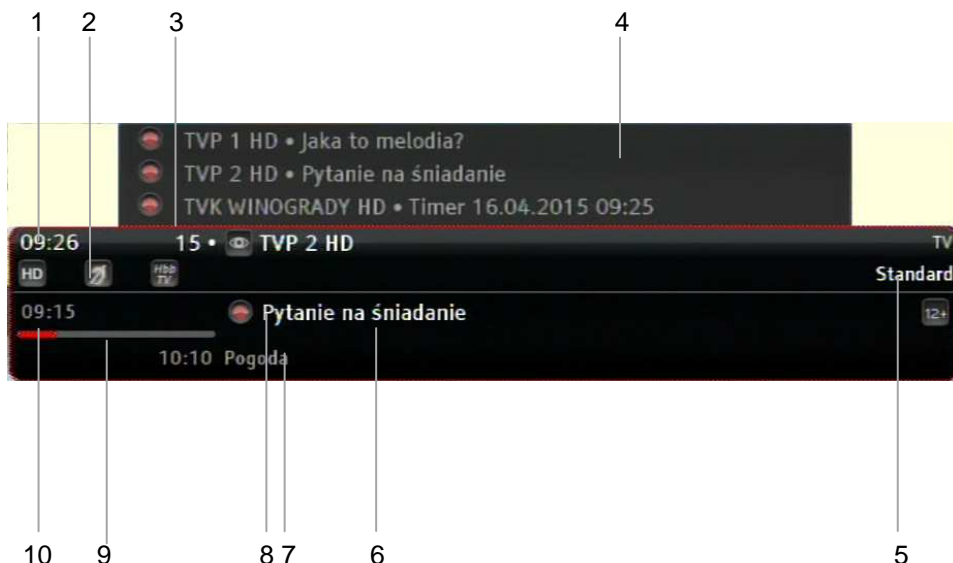 1 2 3 4
TVP 1 HD • Jaka to melodia?
TVP 2 HD • Pytanie na śniadanie
TVK WINOGRADY HD • Timer 16.04.2015 09:25
09:26 15 • TVP 2 HD TV
HD Hbb TV Standard
09:15 Pytanie na śniadanie 12+
10:10 Pogoda
10 9 8 7 6 5